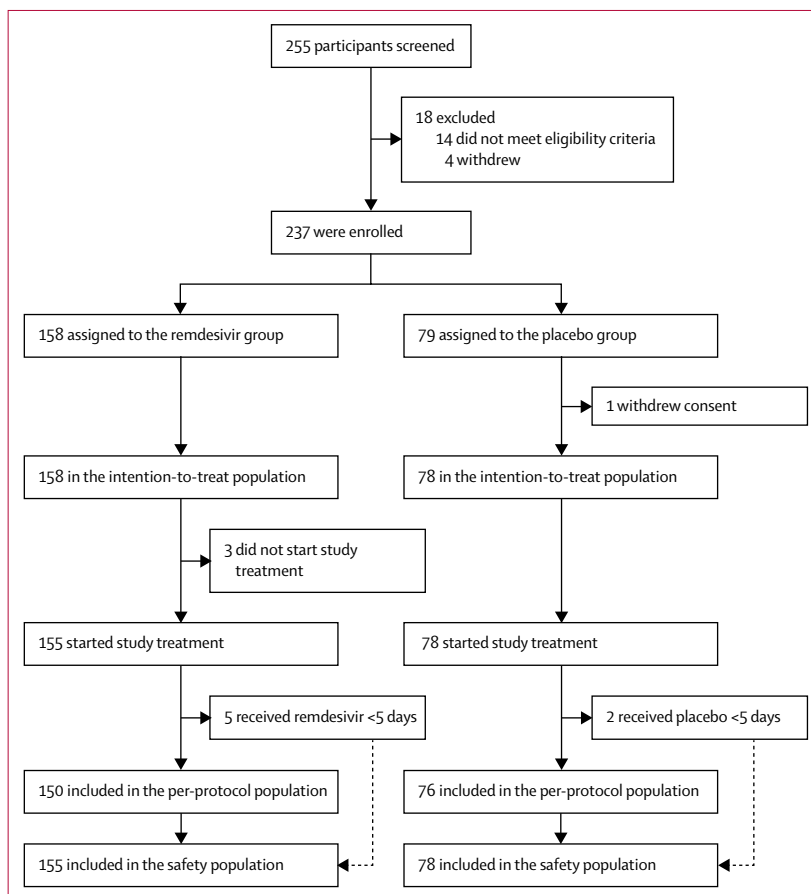 255 participants screened
18 excluded
14 did not meet eligibility criteria
4 withdrew
237 were enrolled
158 assigned to the remdesivir group
79 assigned to the placebo group
1 withdrew consent
158 in the intention-to-treat population
78 in the intention-to-treat population
3 did not start study
treatment
155 started study treatment
78 started study treatment
5 received remdesivir <5 days
2 received placebo <5 days
150 included in the per-protocol population
76 included in the per-protocol population
155 included in the safety population
78 included in the safety population